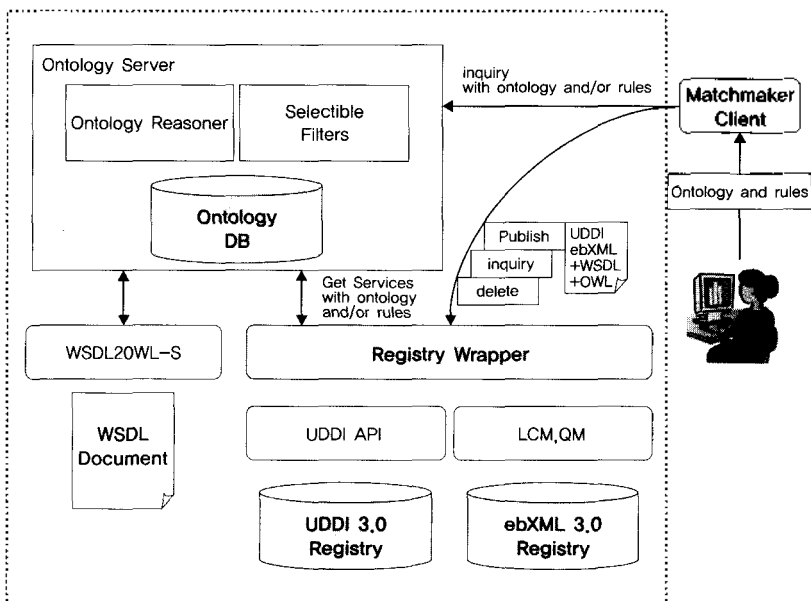 Ontology Server
Ontology Reasoner
Selectible
Filters
Ontology
DB
inquiry
with ontology and/or rules
Matchmaker
Client
Ontology and rules
Publish
inquiry
delete
UDDI
ebXML
+WSDL
+OWL
Get Services
with ontology
and/or rules
WSDL20WL-S
Registry Wrapper
WSDL
Document
UDDI API
LCM,QM
UDDI 3.0
Registry
ebXML 3.0
Registry